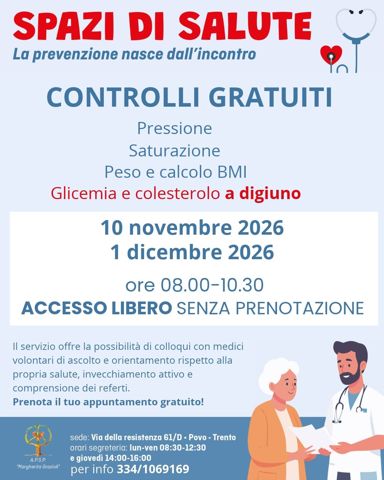 SPAZI DI SALUTE
La prevenzione nasce dall'incontro
CONTROLLI GRATUITI
Pressione
Saturazione
Peso e calcolo BMI
Glicemia e colesterolo a digiuno
10 novembre 2026
1 dicembre 2026
ore 08.00-10.30
ACCESSO LIBERO SENZA PRENOTAZIONE
Il servizio offre la possibilità di colloqui con medici
volontari di ascolto e orientamento rispetto alla
propria salute, invecchiamento attivo e
comprensione dei referti.
Prenota il tuo appuntamento gratuito!
A.P.S.P.
"Margherita Grazioli"
sede: Via della resistenza 61/D - Povo - Trento
orari segreteria: lun-ven 08:30-12:30
e giovedì 14:00-16:00
per info 334/1069169